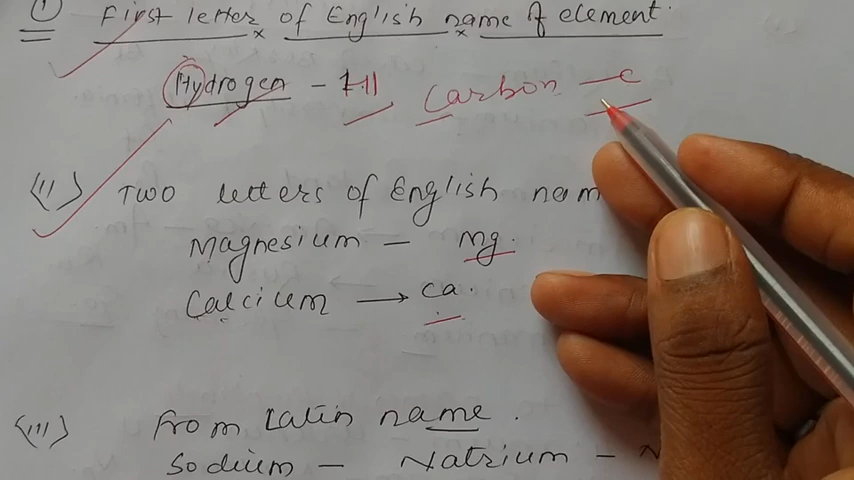 (1) First letter of English name of element.
Hydrogen - H Carbon - C
(ii) Two letters of English nam
Magnesium - Mg.
Calcium → Ca.
(iii) From Latin name.
Sodium - Natrium - N